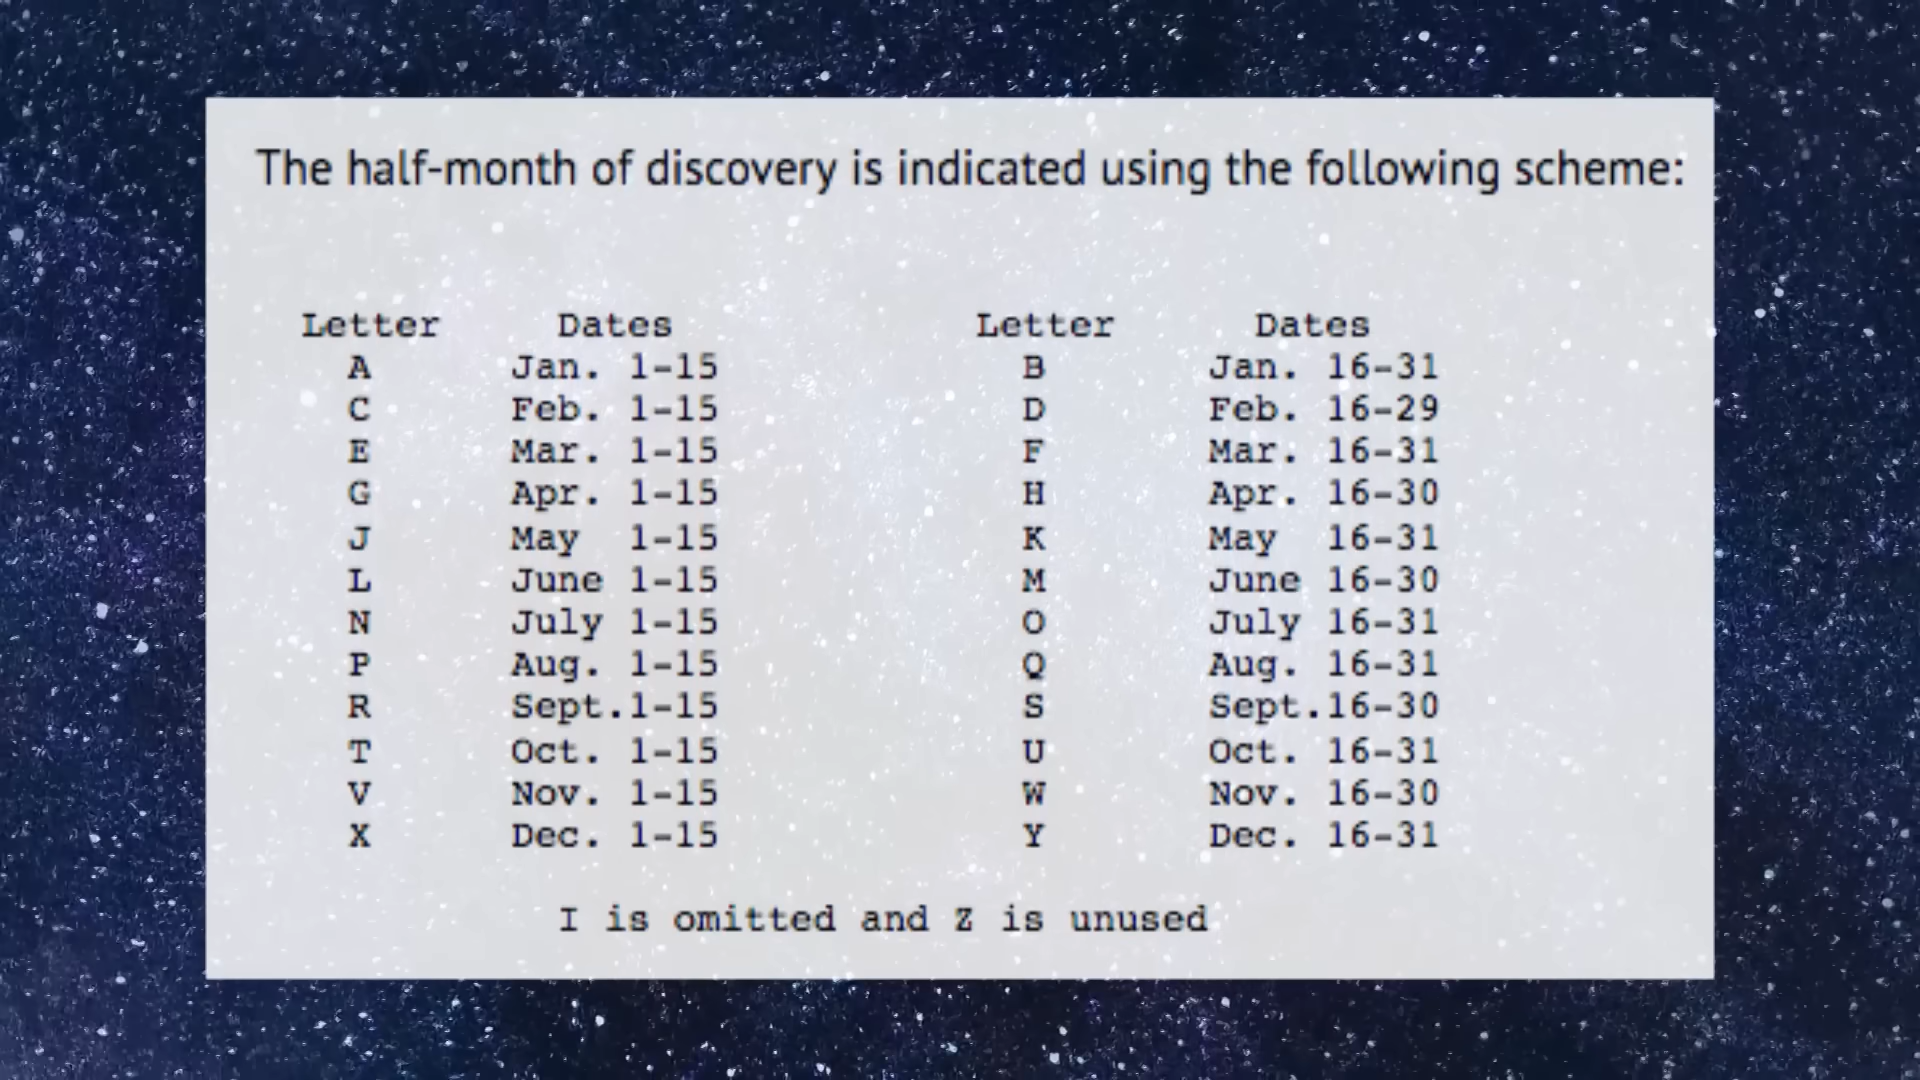 The half-month of discovery is indicated using the following scheme:
Letter Dates Letter Dates
A Jan. 1-15 B Jan. 16-31
C Feb. 1-15 D Feb. 16-29
E Mar. 1-15 F Mar. 16-31
G Apr. 1-15 H Apr. 16-30
J May 1-15 K May 16-31
L June 1-15 M June 16-30
N July 1-15 O July 16-31
P Aug. 1-15 Q Aug. 16-31
R Sept.1-15 S Sept.16-30
T Oct. 1-15 U Oct. 16-31
V Nov. 1-15 W Nov. 16-30
X Dec. 1-15 Y Dec. 16-31
I is omitted and Z is unused